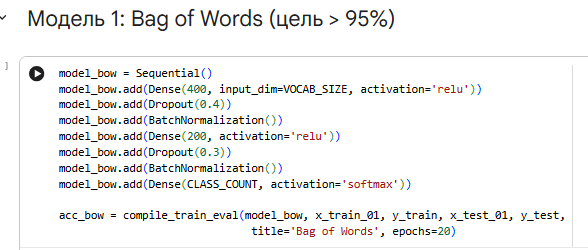 Модель 1: Bag of Words (цель > 95%)
]
model_bow = Sequential()
model_bow.add(Dense(400, input_dim=VOCAB_SIZE, activation='relu'))
model_bow.add(Dropout(0.4))
model_bow.add(BatchNormalization())
model_bow.add(Dense(200, activation='relu'))
model_bow.add(Dropout(0.3))
model_bow.add(BatchNormalization())
model_bow.add(Dense(CLASS_COUNT, activation='softmax'))

acc_bow = compile_train_eval(model_bow, x_train_01, y_train, x_test_01, y_test,
                             title='Bag of Words', epochs=20)